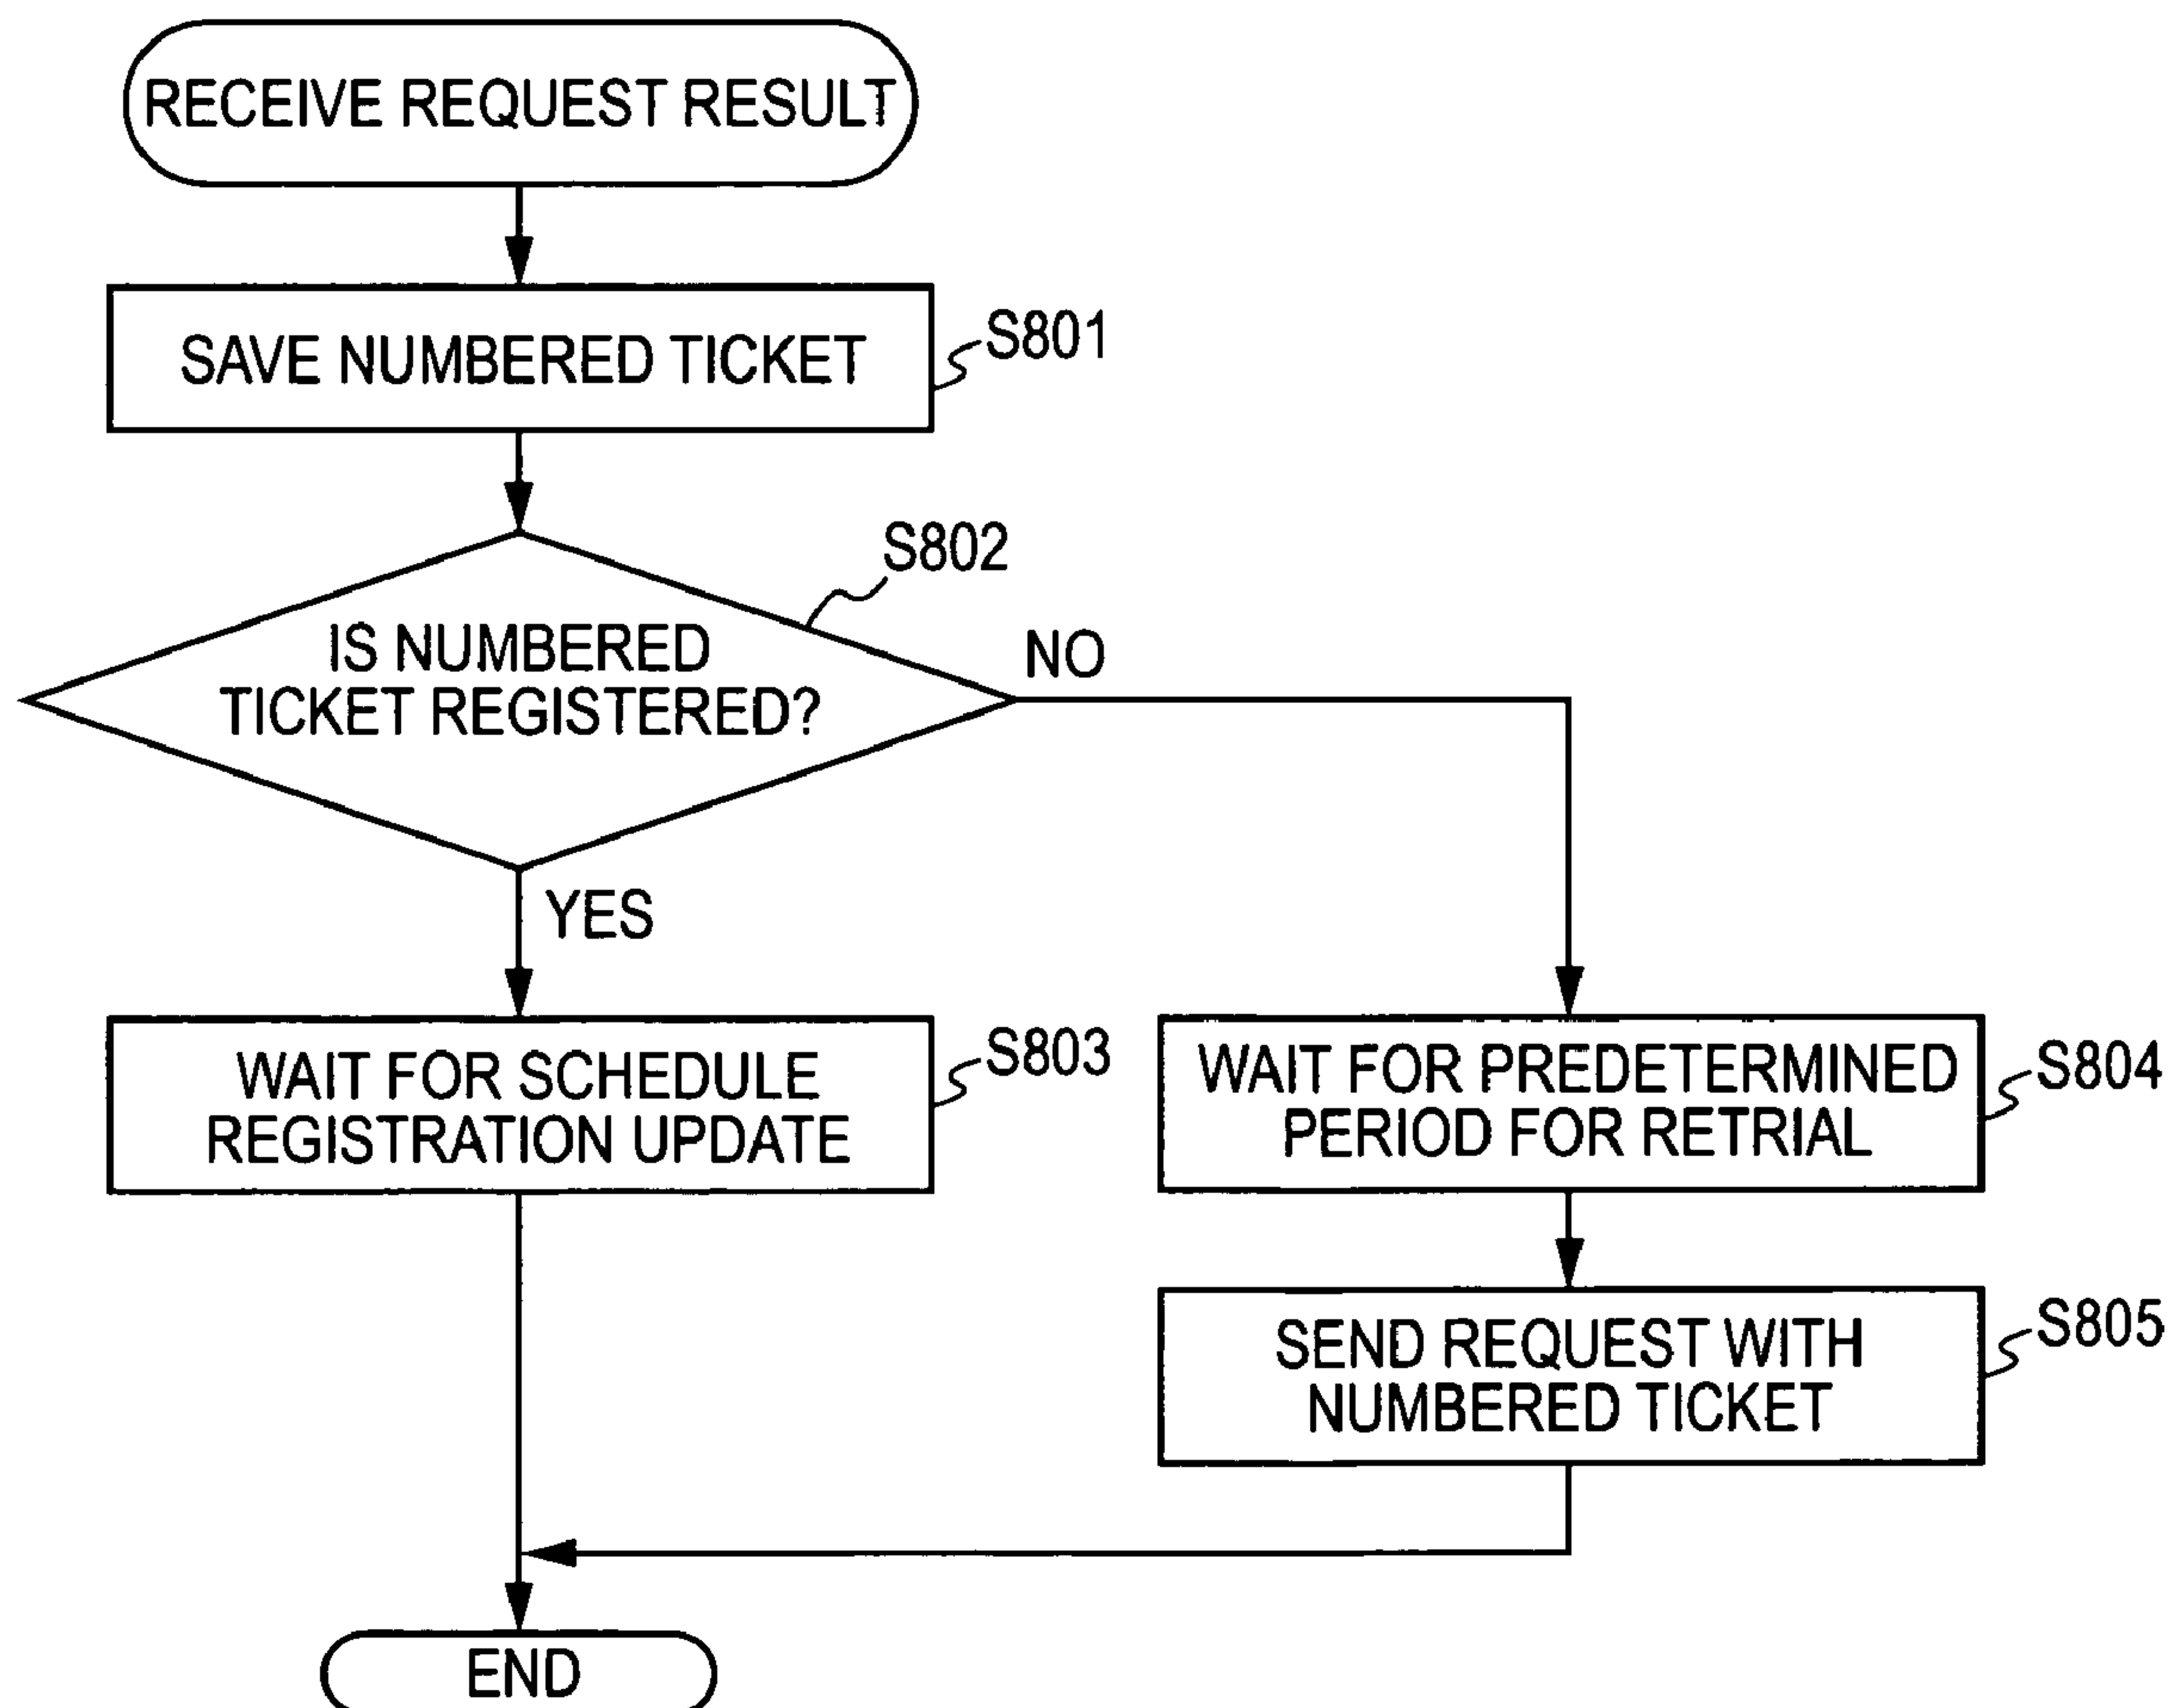 RECEIVE REQUEST RESULT
SAVE NUMBERED TICKET
S801
S802
IS NUMBERED
TICKET REGISTERED?
NO
YES
WAIT FOR SCHEDULE
REGISTRATION UPDATE
S803
WAIT FOR PREDETERMINED
PERIOD FOR RETRIAL
S804
SEND REQUEST WITH
NUMBERED TICKET
S805
END